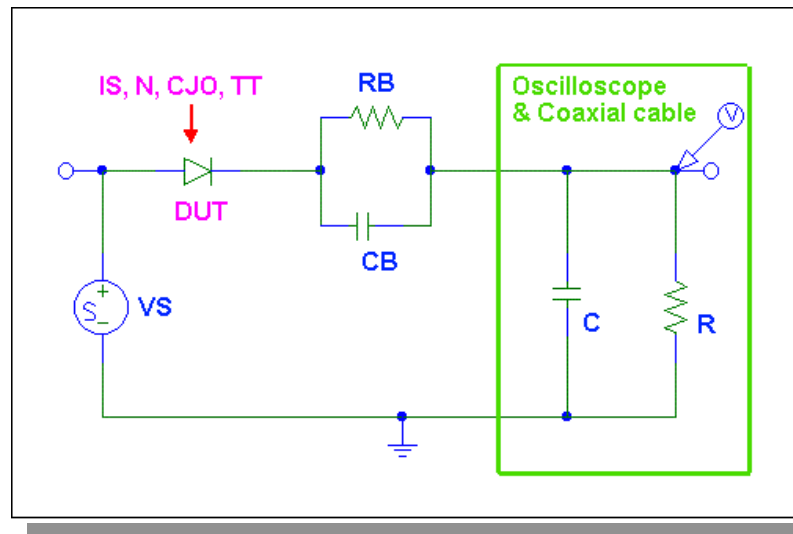 IS, N, CJO, TT
RB
Oscilloscope
& Coaxial cable
V
DUT
CB
S
+
-
VS
C
R